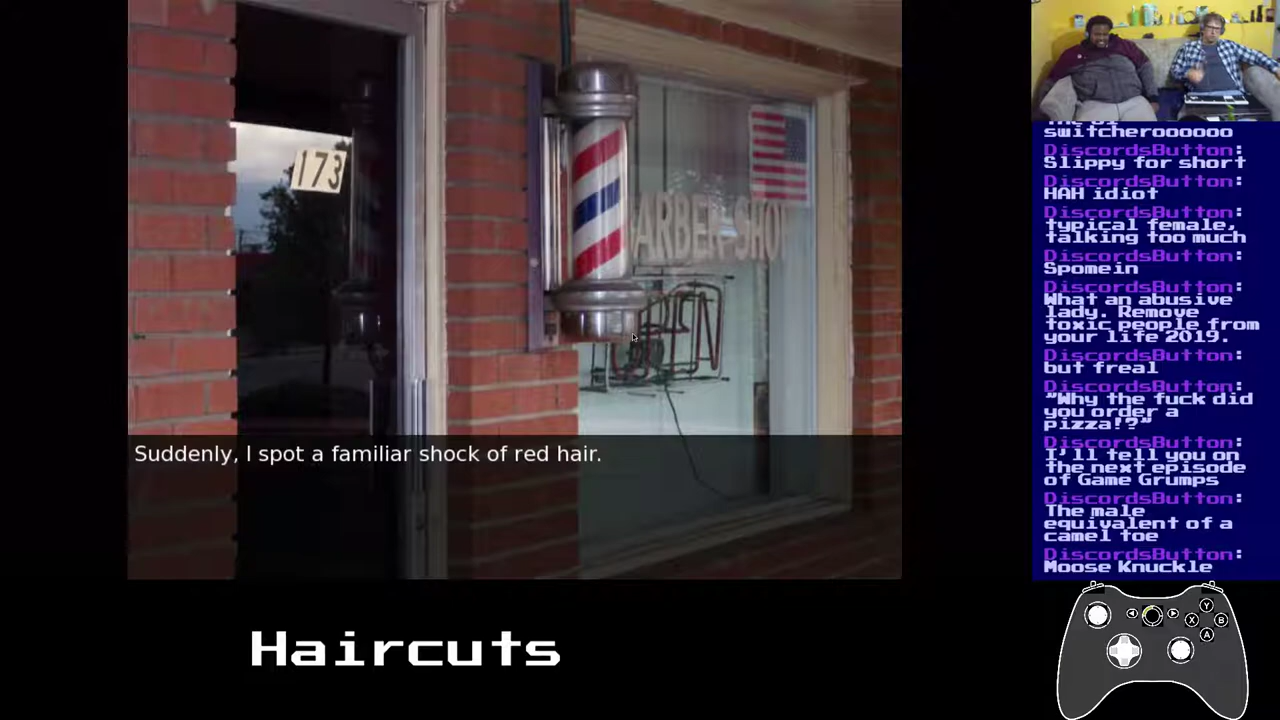 173
BARBER-SHOP
OPEN
Suddenly, I spot a familiar shock of red hair.
Haircuts
switcheroooooo
DiscordsButton:
Slippy for short
DiscordsButton:
HAH idiot
DiscordsButton:
typical female,
talking too much
DiscordsButton:
Spomein
DiscordsButton:
What an abusive
lady. Remove
toxic people from
your life 2019.
DiscordsButton:
but freal
DiscordsButton:
"Why the fuck did
you order a
pizza!?"
DiscordsButton:
I'll tell you on
the next episode
of Game Grumps
DiscordsButton:
The male
equivalent of a
camel toe
DiscordsButton:
Moose Knuckle
Y
X
B
A